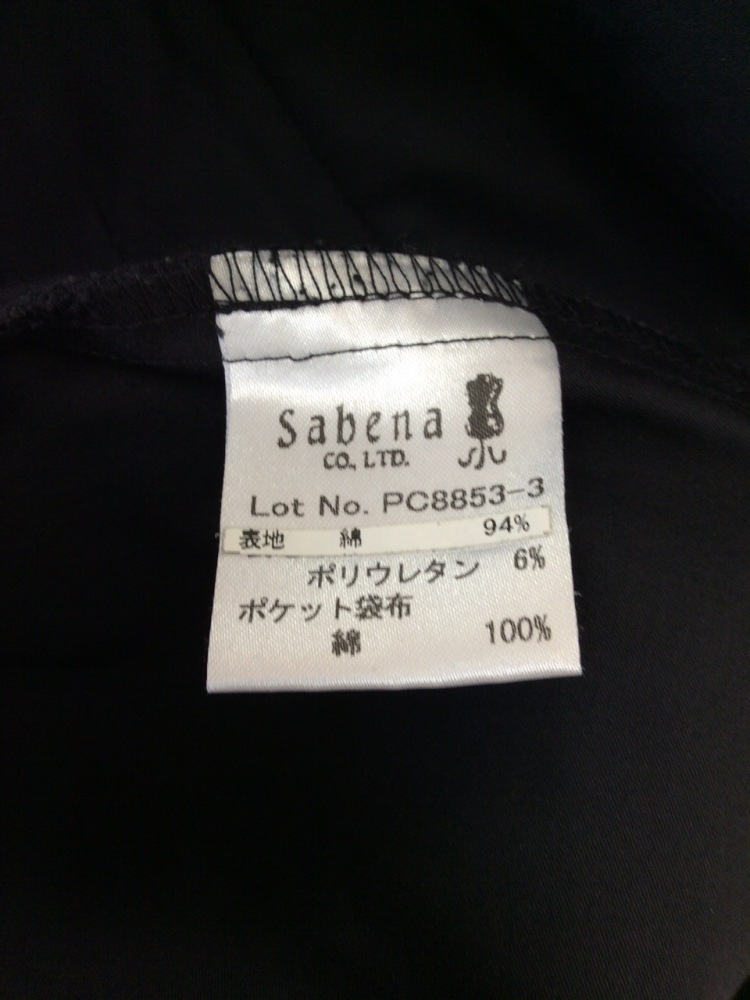 Sabena
CO., LTD.
Lot No. PC8853-3
表地 綿 94%
ポリウレタン 6%
ポケット袋布
綿 100%